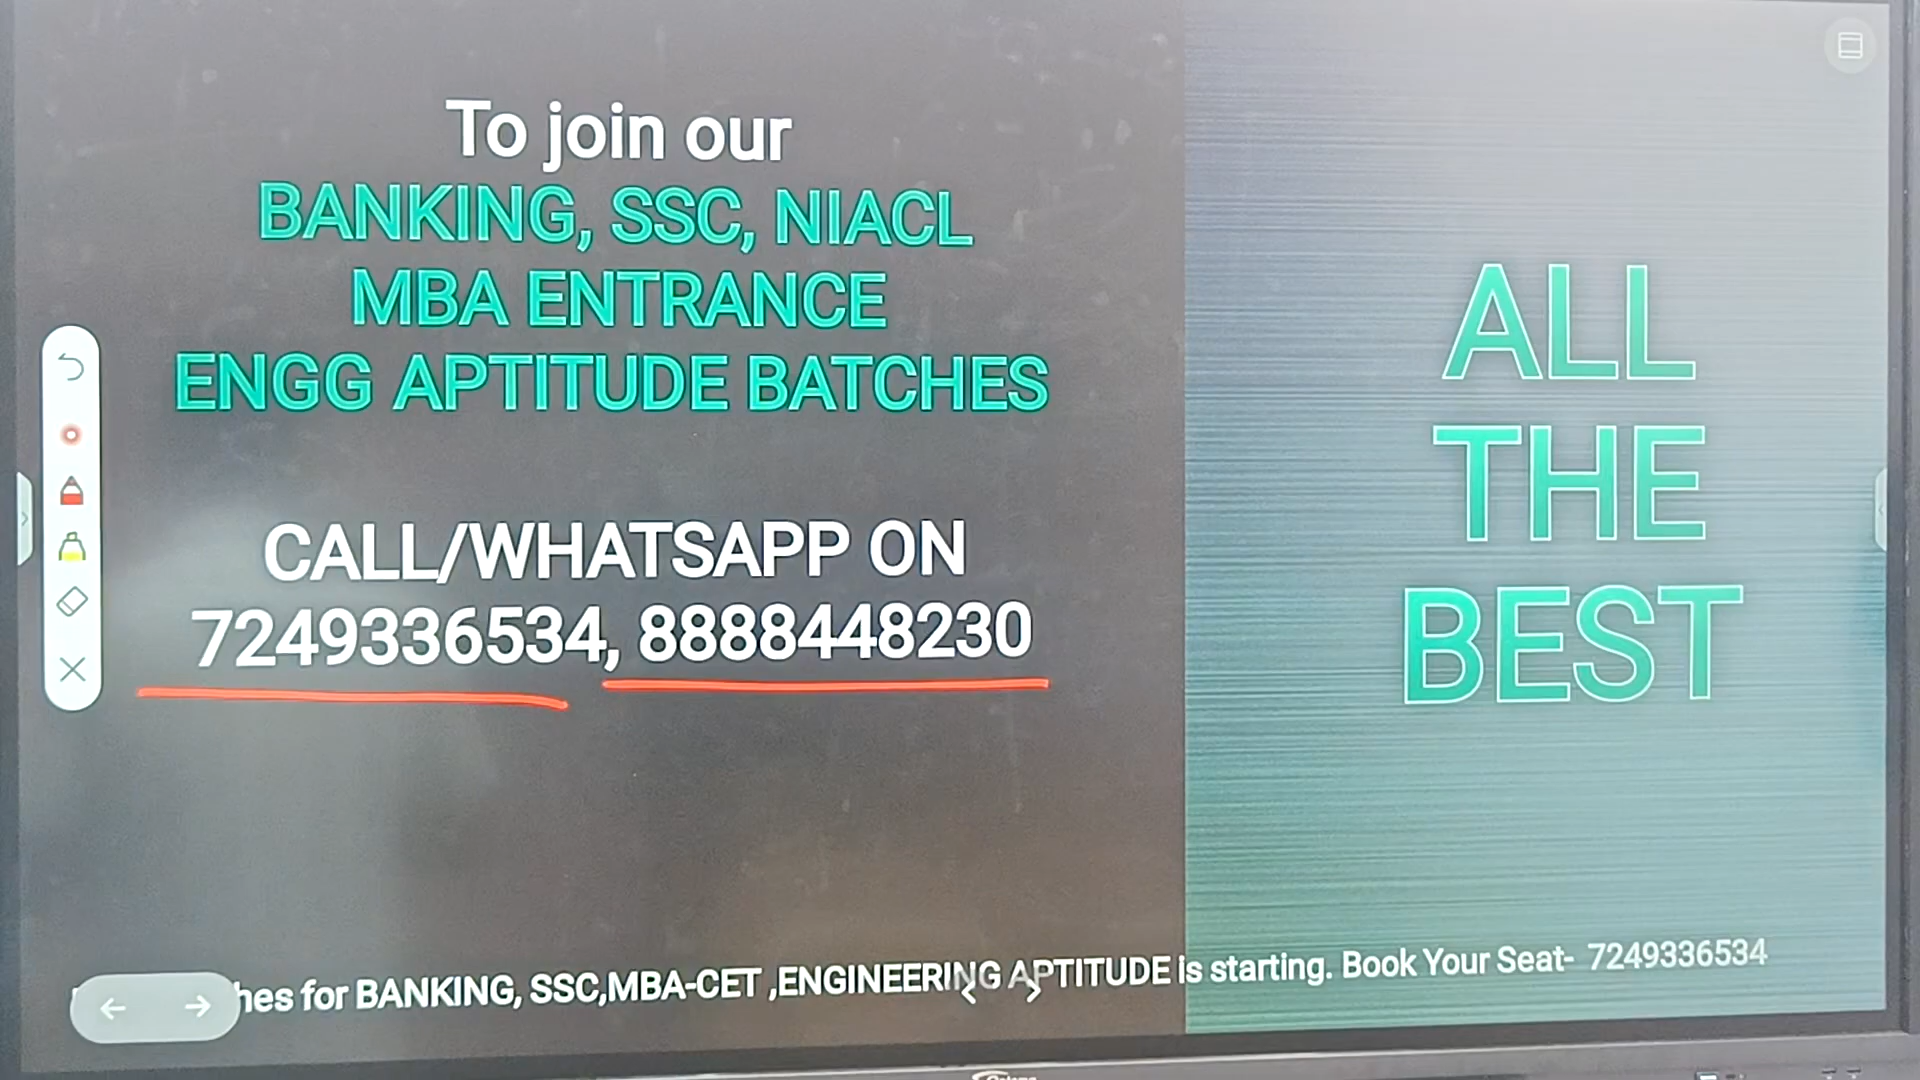 To join our
BANKING, SSC, NIACL
MBA ENTRANCE
ENGG APTITUDE BATCHES
CALL/WHATSAPP ON
7249336534, 8888448230
ALL
THE
BEST
for BANKING, SSC,MBA-CET ,ENGINEERING APTITUDE is starting. Book Your Seat- 7249336534